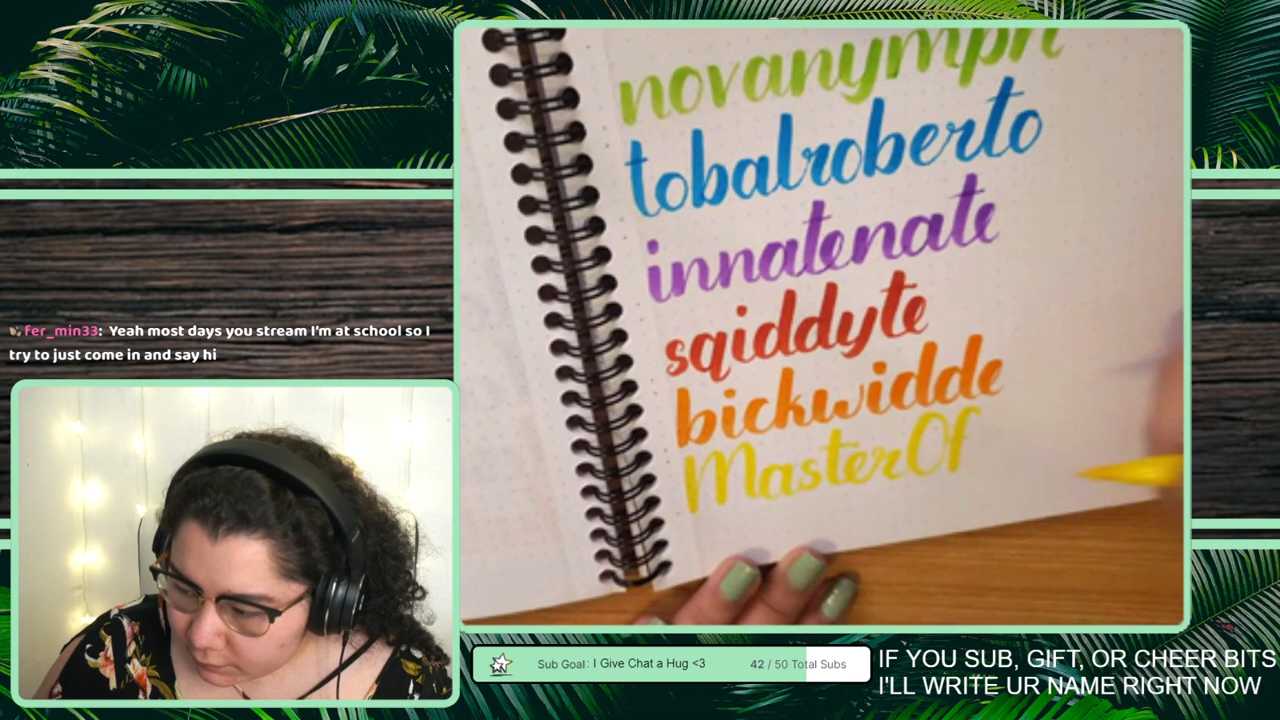 novanymph
tobalroberto
innatenate
sqiddyte
bickwidde
MasterOf
fer_min33: Yeah most days you stream I'm at school so I
try to just come in and say hi
Sub Goal: I Give Chat a Hug <3 42 / 50 Total Subs
IF YOU SUB, GIFT, OR CHEER BITS
I'LL WRITE UR NAME RIGHT NOW